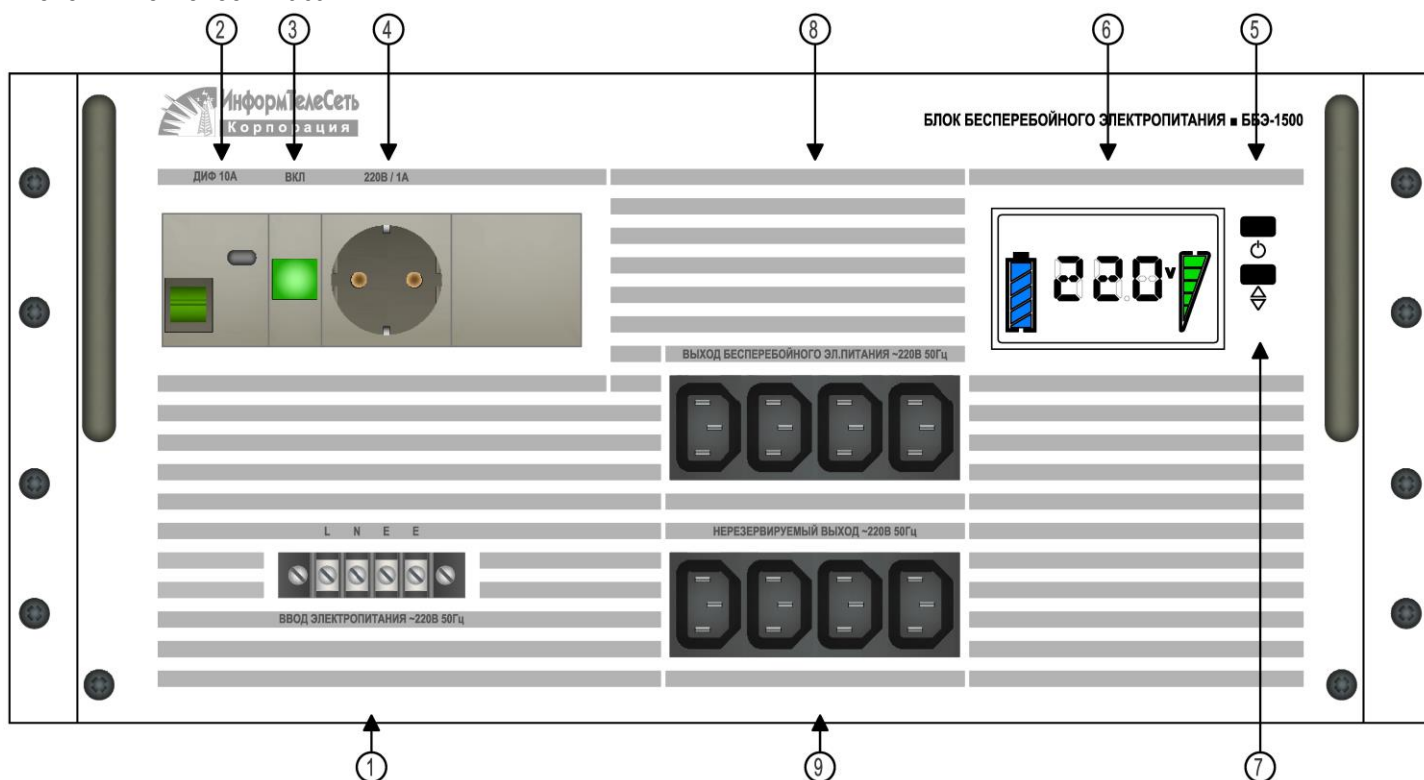 2 3 4 8 6 5
ИнформТелеСеть
Корпорация
БЛОК БЕСПЕРЕБОЙНОГО ЭЛЕКТРОПИТАНИЯ ■ ББЭ-1500
ДИФ 10А ВКЛ 220В / 1А
220 v
ВЫХОД БЕСПЕРЕБОЙНОГО ЭЛ.ПИТАНИЯ ~220В 50Гц
L N E E
НЕРЕЗЕРВИРУЕМЫЙ ВЫХОД ~220В 50Гц
ВВОД ЭЛЕКТРОПИТАНИЯ ~220В 50Гц
1 9 7